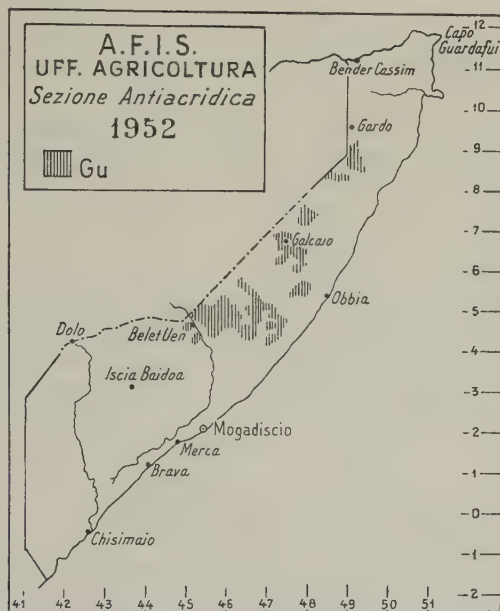 A.F.I.S.
UFF. AGRICOLTURA
Sezione Antiacridica
1952
Gu
Capo
Guardafui
Bender Cassim
Gardo
Galcaio
Obbia
Dolo
Belet Uen
Iscia Baidoa
Mogadiscio
Merca
Brava
Chisimaio
12
11
10
9
8
7
6
5
4
3
2
1
0
1
2
41 42 43 44 45 46 47 48 49 50 51